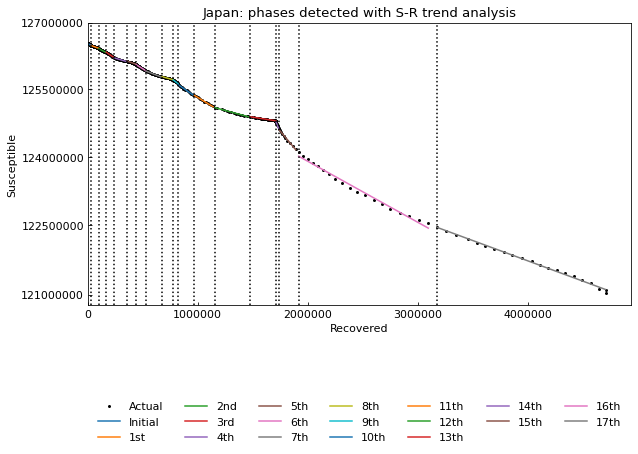 Japan: phases detected with S-R trend analysis
127000000
125500000
124000000
122500000
121000000
Susceptible
0 1000000 2000000 3000000 4000000
Recovered
Actual 2nd 5th 8th 11th 14th 16th
Initial 3rd 6th 9th 12th 15th 17th
1st 4th 7th 10th 13th